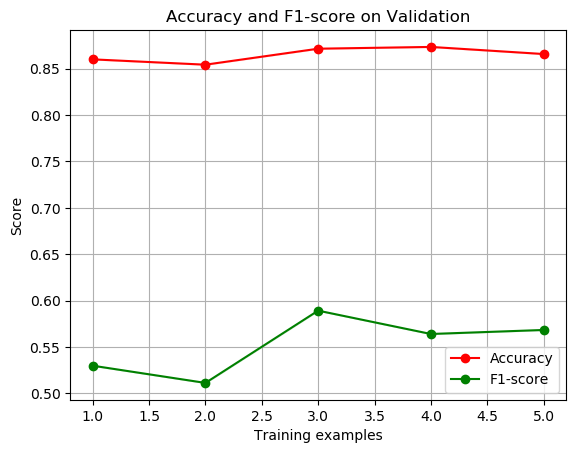 Accuracy and F1-score on Validation
Score
0.85
0.80
0.75
0.70
0.65
0.60
0.55
0.50
Accuracy
F1-score
1.0 1.5 2.0 2.5 3.0 3.5 4.0 4.5 5.0
Training examples